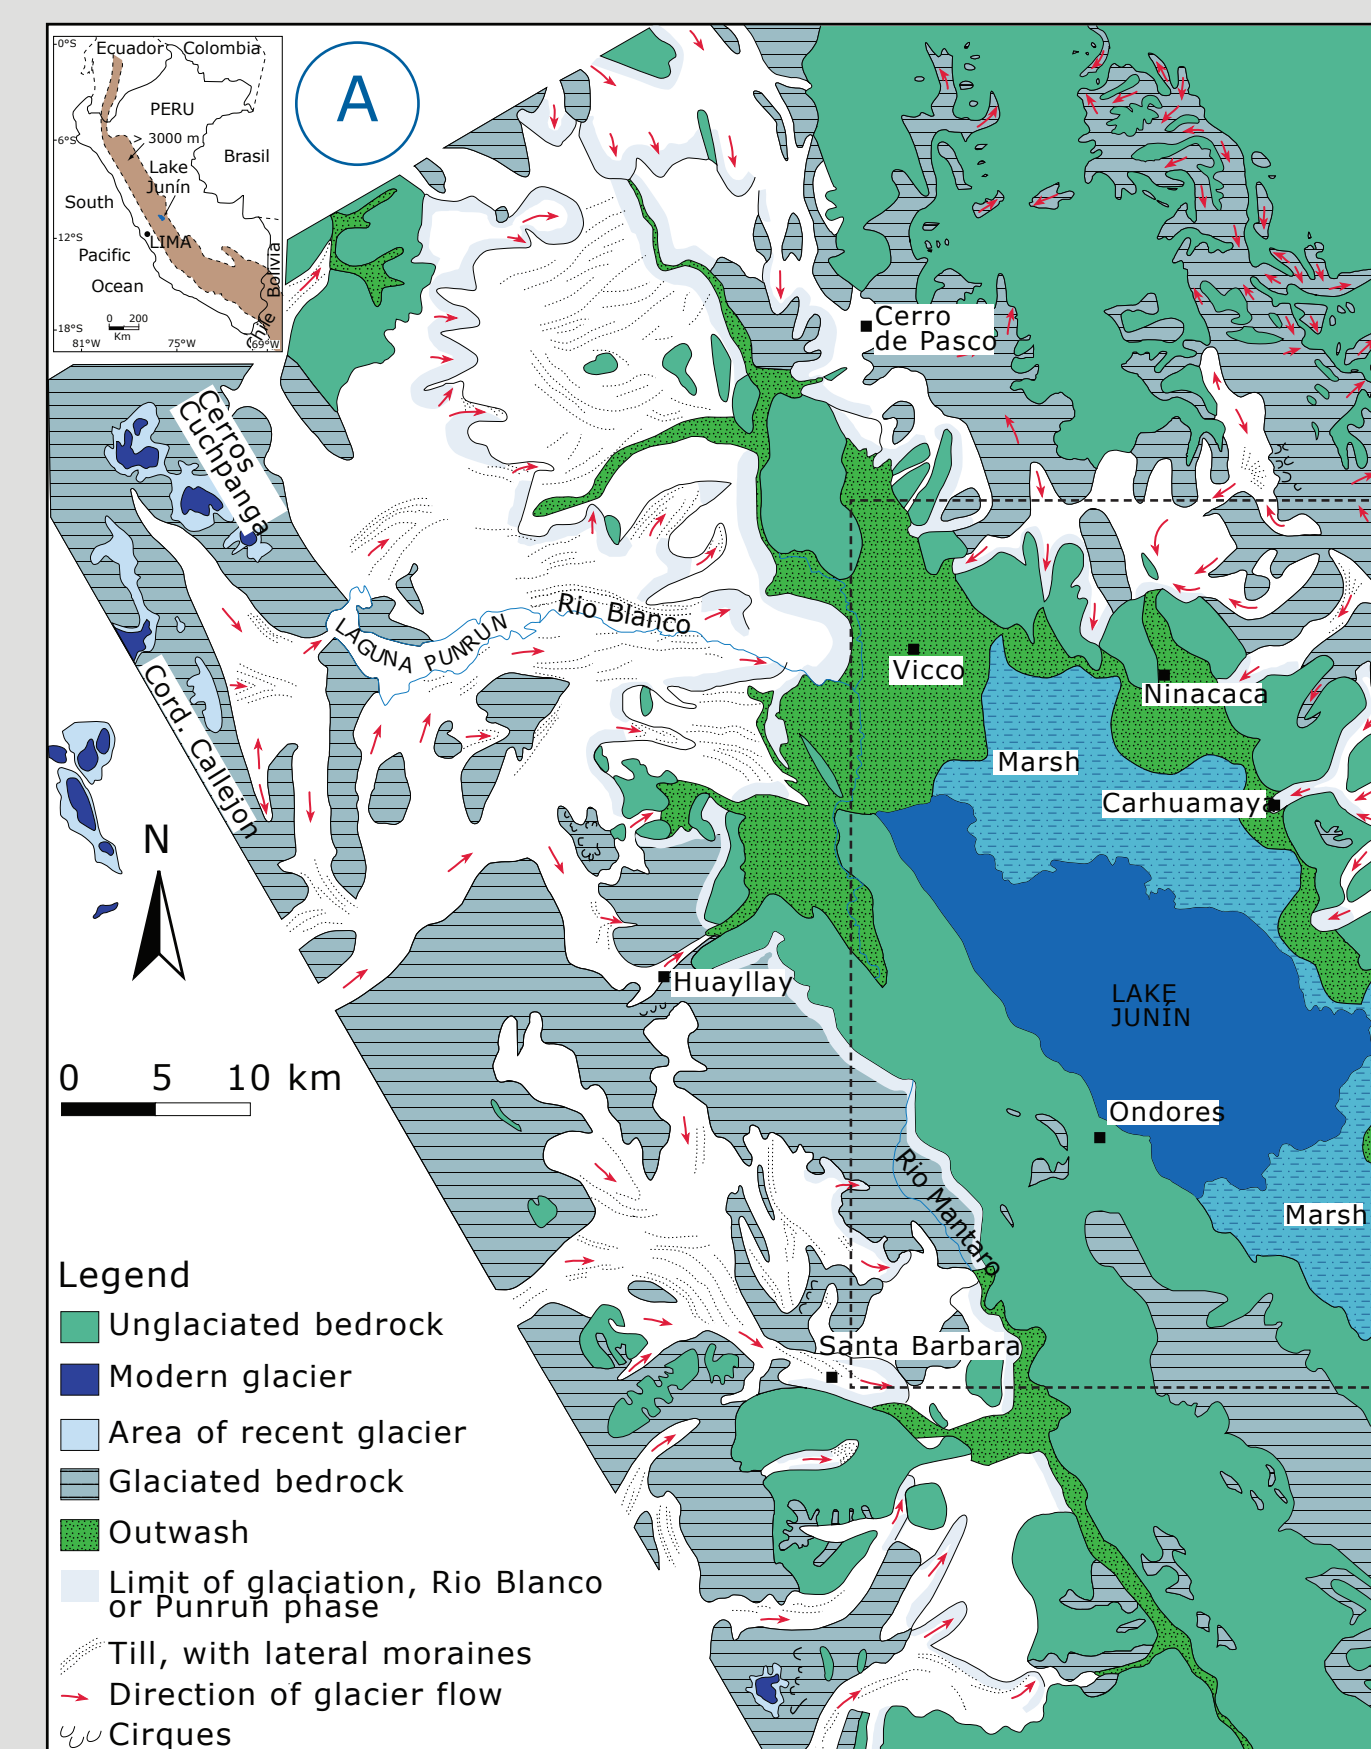 0°S
Ecuador
Colombia
A
PERU
6°S
> 3000 m
Brasil
Lake
Junín
South
12°S
LIMA
Pacific
Ocean
Bolivia
Chile
0 200
Km
18°S
81°W
75°W
69°W
Cerro
de Pasco
Cerros
Cuchpanga
Rio Blanco
LAGUNA PUNRUN
Vicco
Ninacaca
Cord. Callejon
Marsh
Carhuamaya
N
Huayllay
LAKE
JUNÍN
0 5 10 km
Ondores
Rio Mantaro
Marsh
Santa Barbara
Legend
Unglaciated bedrock
Modern glacier
Area of recent glacier
Glaciated bedrock
Outwash
Limit of glaciation, Rio Blanco
or Punrun phase
Till, with lateral moraines
Direction of glacier flow
Cirques